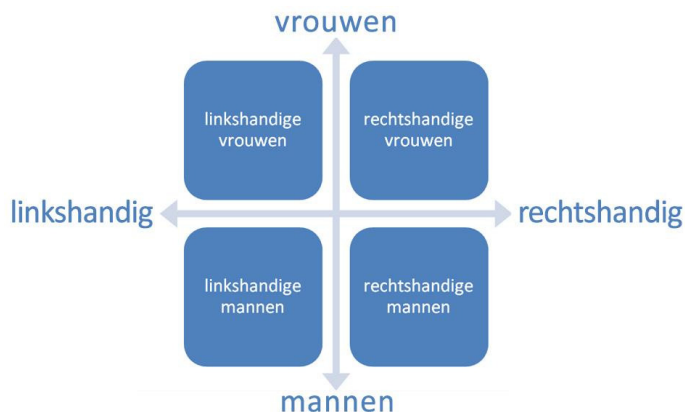 vrouwen
linkshandige
vrouwen
rechtshandige
vrouwen
linkshandig
rechtshandig
linkshandige
mannen
rechtshandige
mannen
mannen